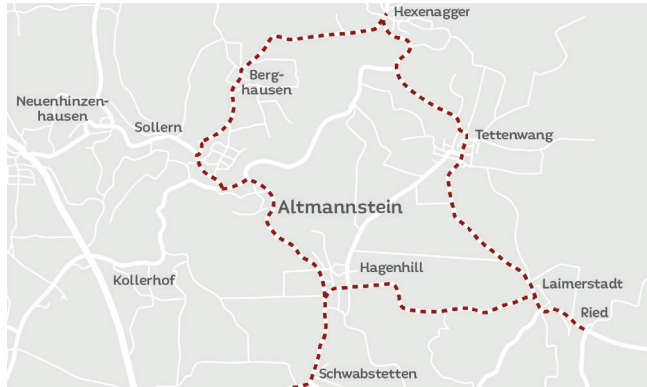 Hexenagger
Berg-
hausen
Neuenhinzen-
hausen
Sollern
Tettenwang
Altmannstein
Hagenhill
Kollerhof
Laimerstadt
Ried
Schwabstetten